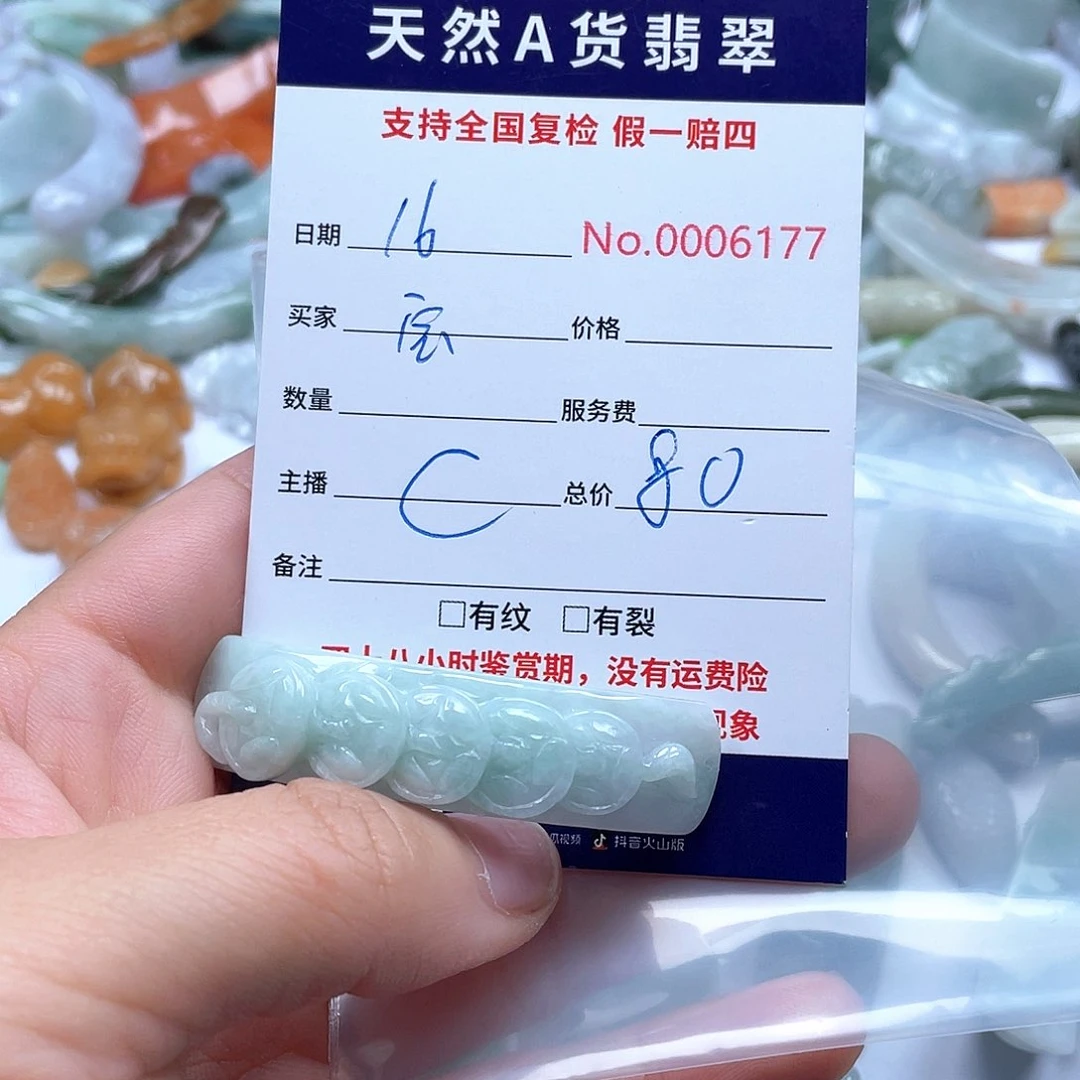 天然A货翡翠
支持全国复检 假一赔四
日期 16 No.0006177
买家 价格
数量 服务费
主播 C 总价 80
备注
□有纹 □有裂
八小时鉴赏期，没有运费险
现象
视频 抖音火山版